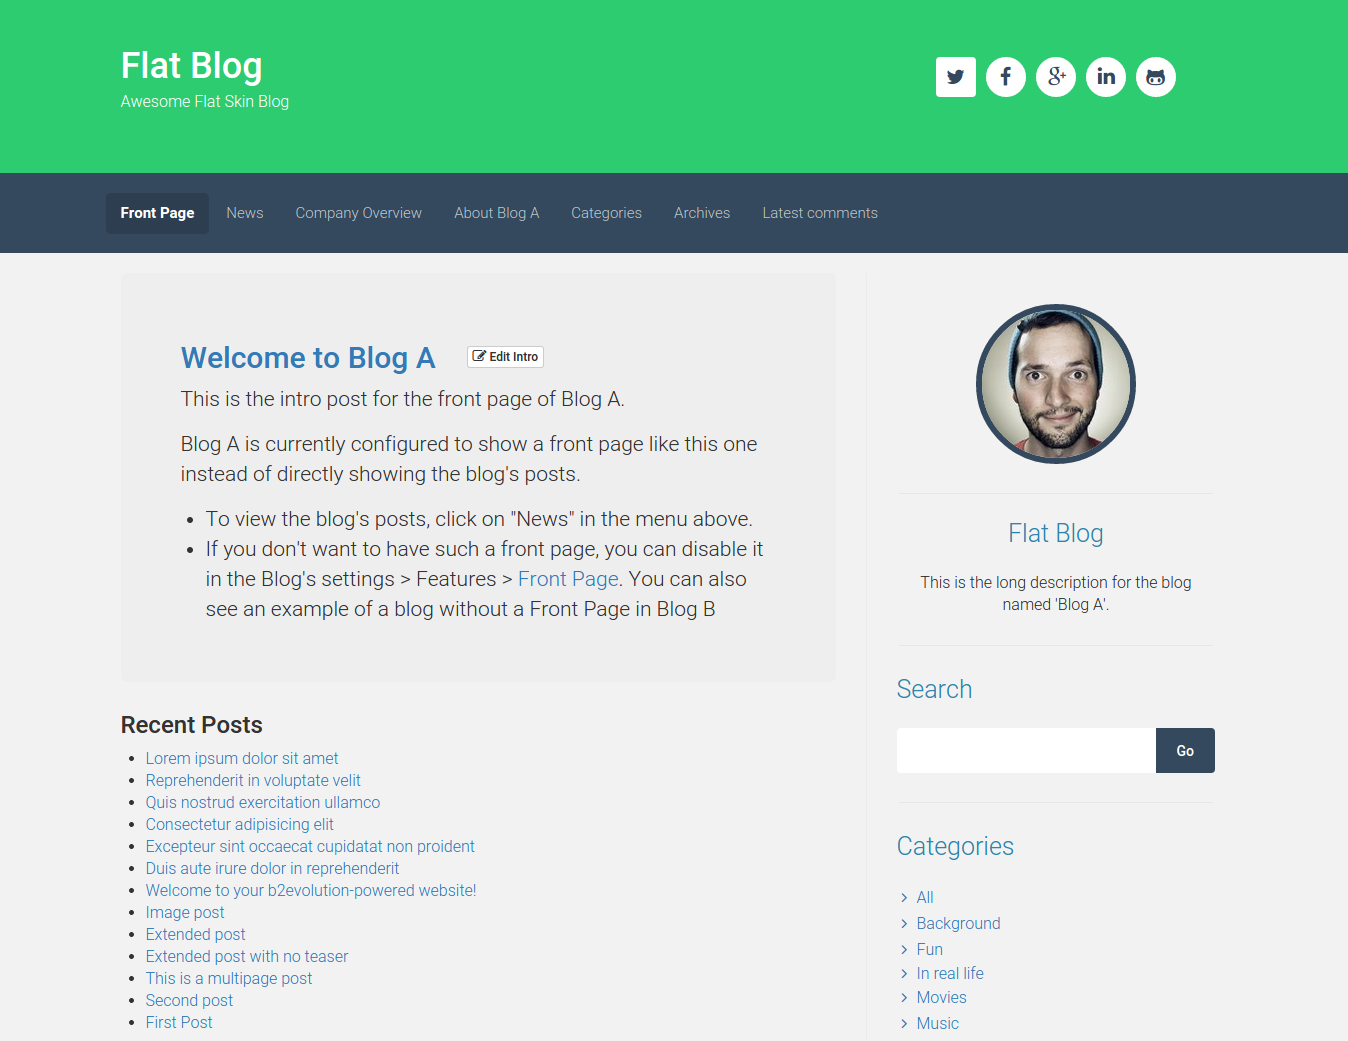 Flat Blog
Awesome Flat Skin Blog
Front Page
News
Company Overview
About Blog A
Categories
Archives
Latest comments
Welcome to Blog A
Edit Intro
This is the intro post for the front page of Blog A.
Blog A is currently configured to show a front page like this one
instead of directly showing the blog's posts.
To view the blog's posts, click on "News" in the menu above.
If you don't want to have such a front page, you can disable it
in the Blog's settings > Features > Front Page. You can also
see an example of a blog without a Front Page in Blog B
Recent Posts
Lorem ipsum dolor sit amet
Reprehenderit in voluptate velit
Quis nostrud exercitation ullamco
Consectetur adipisicing elit
Excepteur sint occaecat cupidatat non proident
Duis aute irure dolor in reprehenderit
Welcome to your b2evolution-powered website!
Image post
Extended post
Extended post with no teaser
This is a multipage post
Second post
First Post
Flat Blog
This is the long description for the blog
named 'Blog A'.
Search
Go
Categories
All
Background
Fun
In real life
Movies
Music